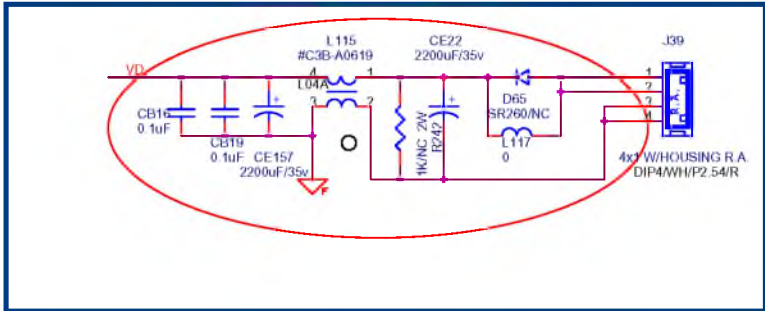 L115
#C3B-A0619
CE22
2200uF/35v
J39
VD
4
1
L04A
3
2
1
2
3
4
R.A.
CB16
0.1uF
CB19
0.1uF
CE157
2200uF/35v
1K/NC 2W
R242
D65
SR260/NC
L117
0
F
4x1 W/HOUSING R.A.
DIP4/WH/P2.54/R